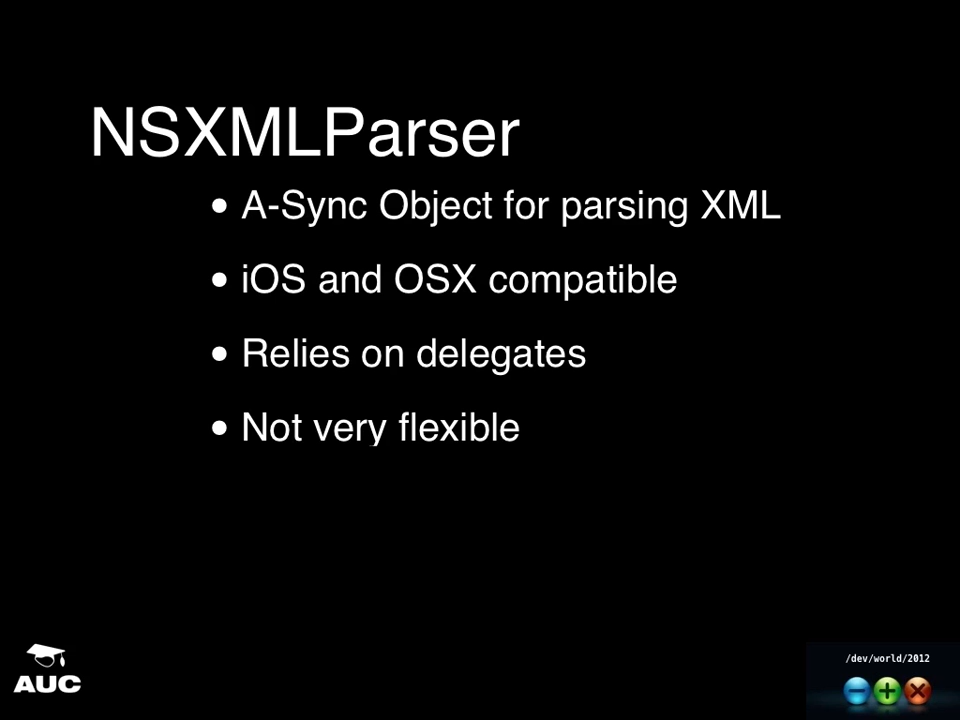 NSXMLParser
• A-Sync Object for parsing XML
• iOS and OSX compatible
• Relies on delegates
• Not very flexible
AUC
/dev/world/2012